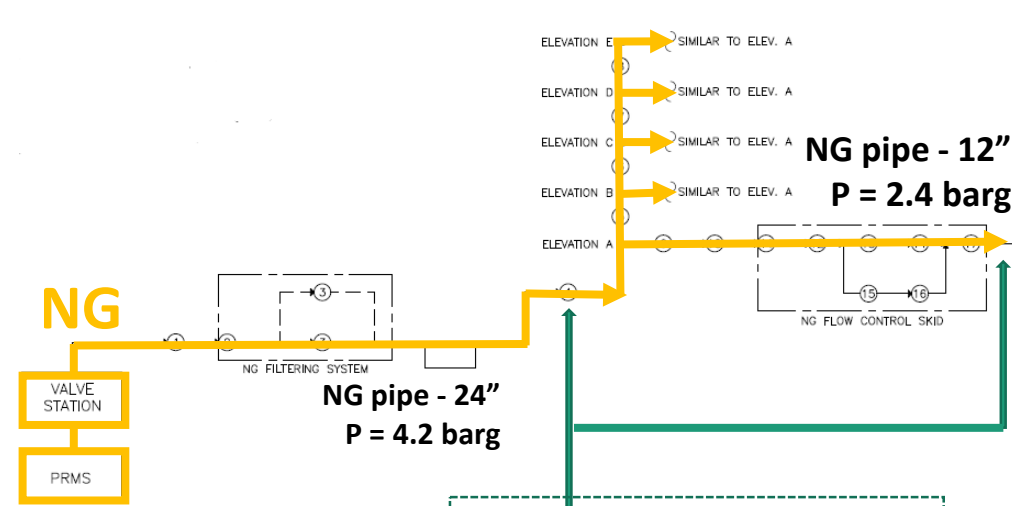 ELEVATION E
SIMILAR TO ELEV. A
ELEVATION D
SIMILAR TO ELEV. A
ELEVATION C
SIMILAR TO ELEV. A
NG pipe - 12”
P = 2.4 barg
ELEVATION B
SIMILAR TO ELEV. A
ELEVATION A
15
16
NG FLOW CONTROL SKID
3
NG
NG FILTERING SYSTEM
NG pipe - 24”
P = 4.2 barg
VALVE
STATION
PRMS